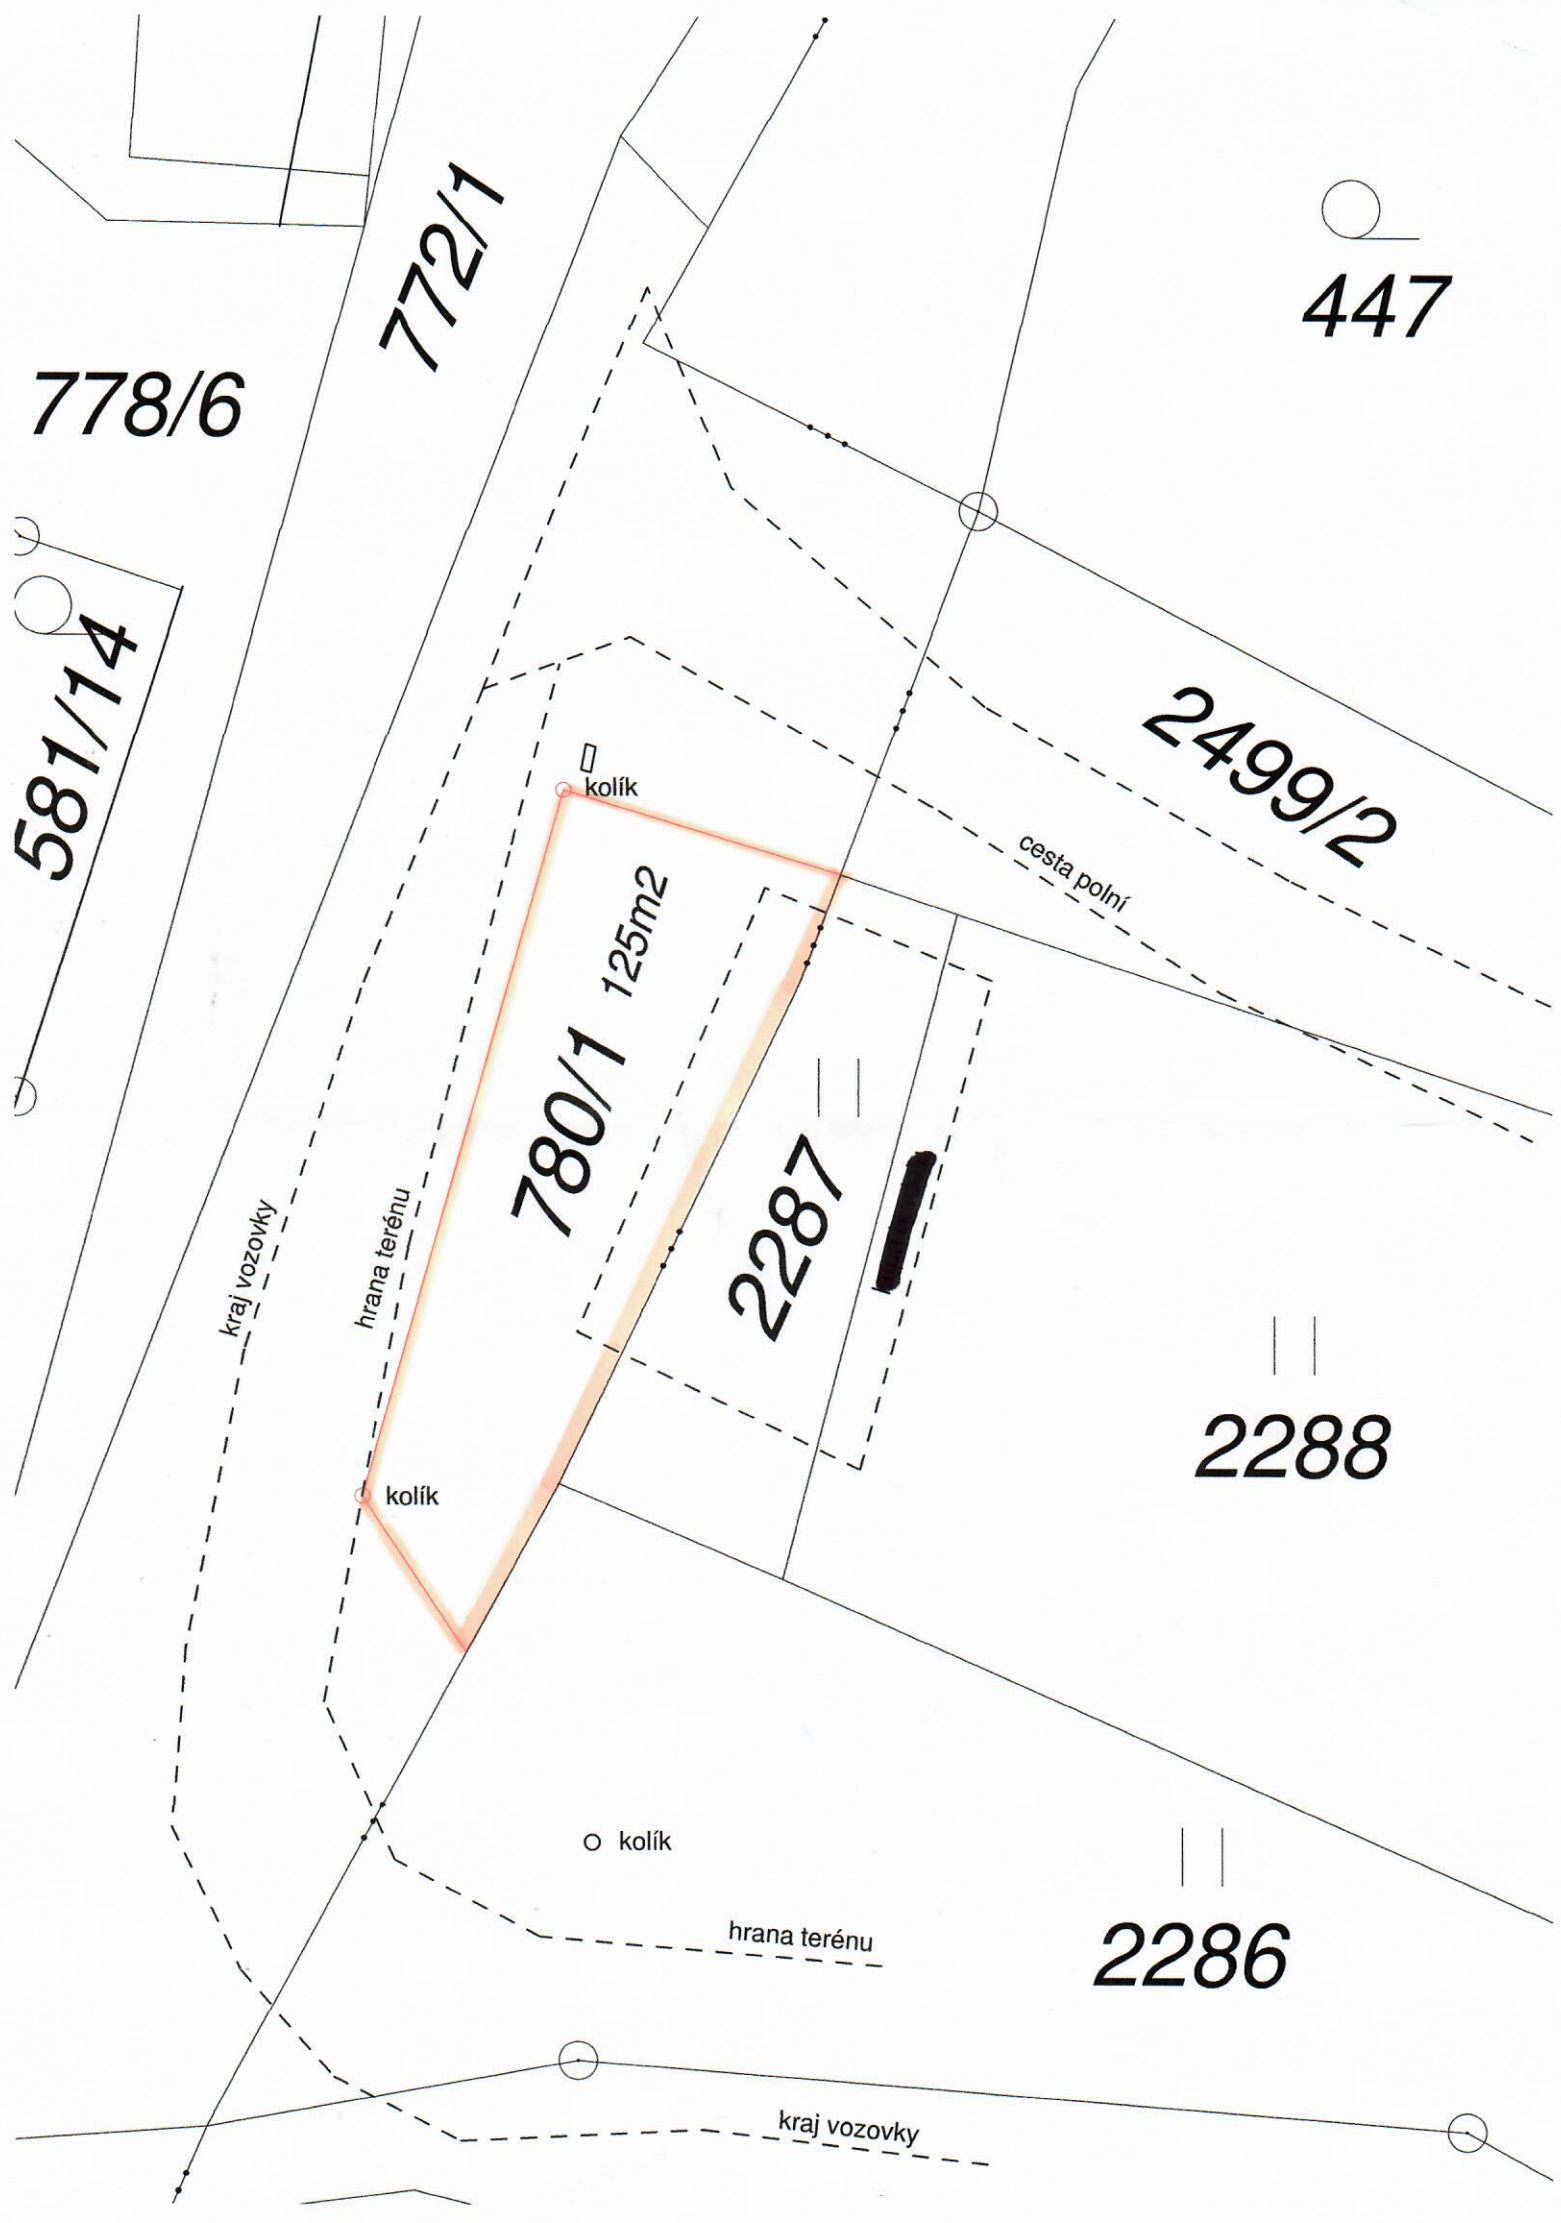 772/1
447
778/6
581/14
2499/2
kolík
cesta polní
125m2
780/1
2287
kraj vozovky
hrana terénu
2288
kolík
kolík
hrana terénu
2286
kraj vozovky